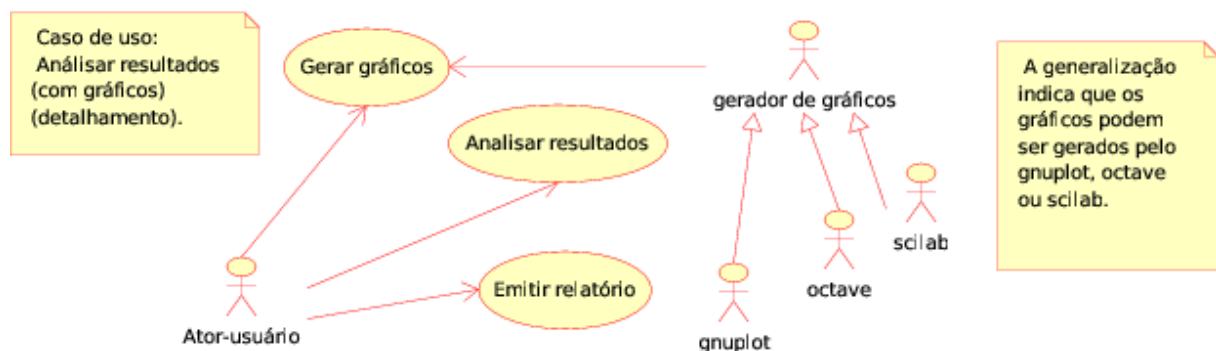 Caso de uso:
Análisar resultados
(com gráficos)
(detalhamento).
Gerar gráficos
gerador de gráficos
A generalização
indica que os
gráficos podem
ser gerados pelo
gnuplot, octave
ou scilab.
Analisar resultados
scilab
octave
Emitir relatório
Ator-usuário
gnuplot